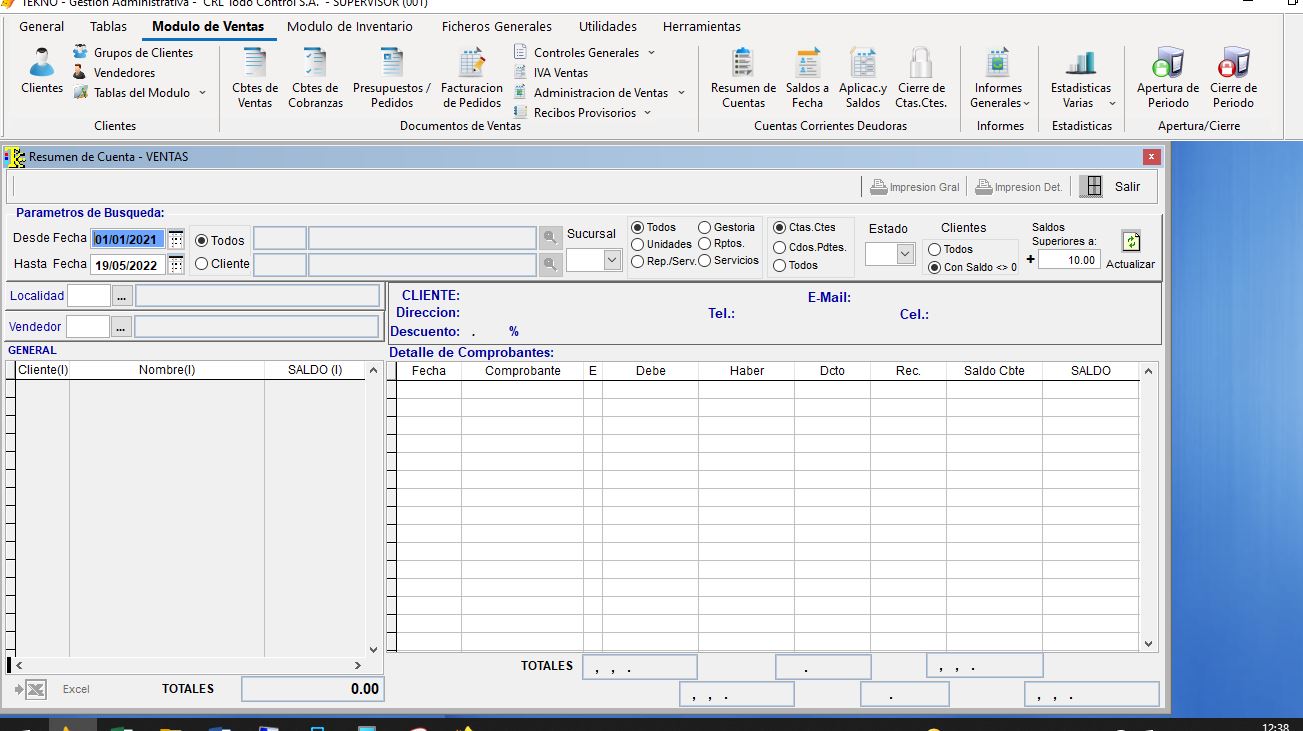 TEKNO - Gestión Administrativa - CRL Todo Control S.A. - SUPERVISOR (001)
General Tablas Modulo de Ventas Modulo de Inventario Ficheros Generales Utilidades Herramientas
Clientes
Grupos de Clientes
Vendedores
Tablas del Modulo
Clientes
Cbtes de Ventas
Cbtes de Cobranzas
Presupuestos / Pedidos
Facturacion de Pedidos
Controles Generales
IVA Ventas
Administracion de Ventas
Recibos Provisorios
Documentos de Ventas
Resumen de Cuentas
Saldos a Fecha
Aplicac.y Saldos
Cierre de Ctas.Ctes.
Cuentas Corrientes Deudoras
Informes Generales
Informes
Estadisticas Varias
Estadisticas
Apertura de Periodo
Cierre de Periodo
Apertura/Cierre
Resumen de Cuenta - VENTAS
x
Impresion Gral Impresion Det. Salir
Parametros de Busqueda:
Desde Fecha 01/01/2021 Todos
Hasta Fecha 19/05/2022 Cliente
Sucursal
Todos Gestoria
Unidades Rptos.
Rep./Serv. Servicios
Ctas.Ctes
Cdos.Pdtes.
Todos
Estado
Clientes
Todos
Con Saldo <> 0
Saldos
Superiores a:
+ 10.00
Actualizar
Localidad ...
Vendedor ...
CLIENTE: E-Mail:
Direccion: Tel.: Cel.:
Descuento: . %
GENERAL
Cliente(I) Nombre(I) SALDO (I)
Detalle de Comprobantes:
Fecha Comprobante E Debe Haber Dcto Rec. Saldo Cbte SALDO
TOTALES , , . . , , .
, , . . , , .
Excel TOTALES 0.00
12:38